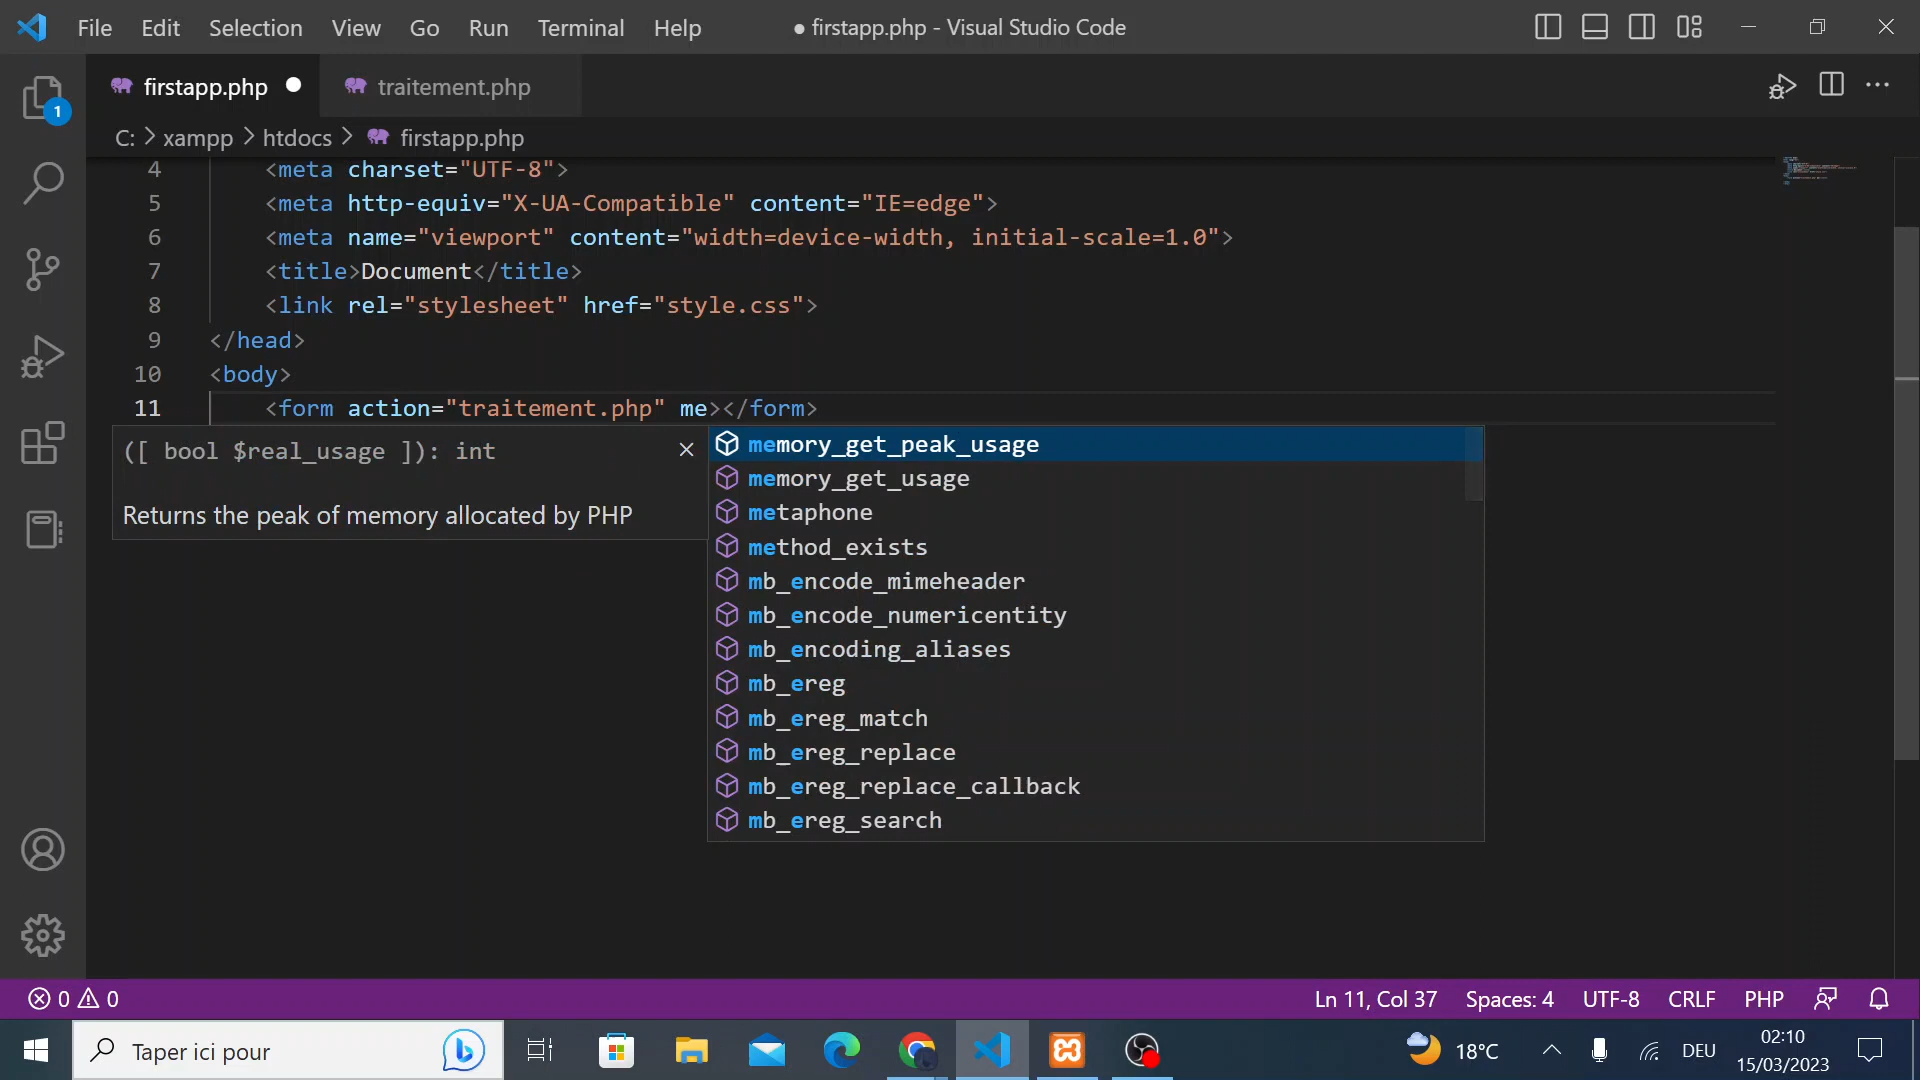 File Edit Selection View Go Run Terminal Help ● firstapp.php - Visual Studio Code
firstapp.php traitement.php
C: > xampp > htdocs > firstapp.php
4 <meta charset="UTF-8">
5 <meta http-equiv="X-UA-Compatible" content="IE=edge">
6 <meta name="viewport" content="width=device-width, initial-scale=1.0">
7 <title>Document</title>
8 <link rel="stylesheet" href="style.css">
9 </head>
10 <body>
11 <form action="traitement.php" me></form>
([ bool $real_usage ]): int
Returns the peak of memory allocated by PHP
memory_get_peak_usage
memory_get_usage
metaphone
method_exists
mb_encode_mimeheader
mb_encode_numericentity
mb_encoding_aliases
mb_ereg
mb_ereg_match
mb_ereg_replace
mb_ereg_replace_callback
mb_ereg_search
1
0 0 Ln 11, Col 37 Spaces: 4 UTF-8 CRLF PHP
Taper ici pour 18°C DEU 02:10
15/03/2023